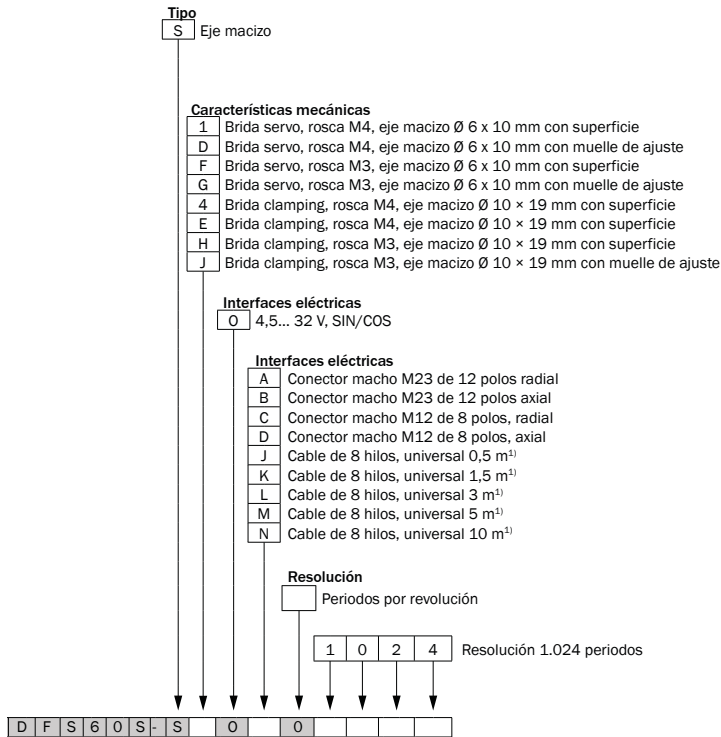 Tipo
S Eje macizo
Características mecánicas
1 Brida servo, rosca M4, eje macizo Ø 6 x 10 mm con superficie
D Brida servo, rosca M4, eje macizo Ø 6 x 10 mm con muelle de ajuste
F Brida servo, rosca M3, eje macizo Ø 6 x 10 mm con superficie
G Brida servo, rosca M3, eje macizo Ø 6 x 10 mm con muelle de ajuste
4 Brida clamping, rosca M4, eje macizo Ø 10 × 19 mm con superficie
E Brida clamping, rosca M4, eje macizo Ø 10 × 19 mm con superficie
H Brida clamping, rosca M3, eje macizo Ø 10 × 19 mm con superficie
J Brida clamping, rosca M3, eje macizo Ø 10 × 19 mm con muelle de ajuste
Interfaces eléctricas
0 4,5... 32 V, SIN/COS
Interfaces eléctricas
A Conector macho M23 de 12 polos radial
B Conector macho M23 de 12 polos axial
C Conector macho M12 de 8 polos, radial
D Conector macho M12 de 8 polos, axial
J Cable de 8 hilos, universal 0,5 m¹⁾
K Cable de 8 hilos, universal 1,5 m¹⁾
L Cable de 8 hilos, universal 3 m¹⁾
M Cable de 8 hilos, universal 5 m¹⁾
N Cable de 8 hilos, universal 10 m¹⁾
Resolución
Periodos por revolución
1 0 2 4 Resolución 1.024 periodos
D F S 6 0 S - S 0 0